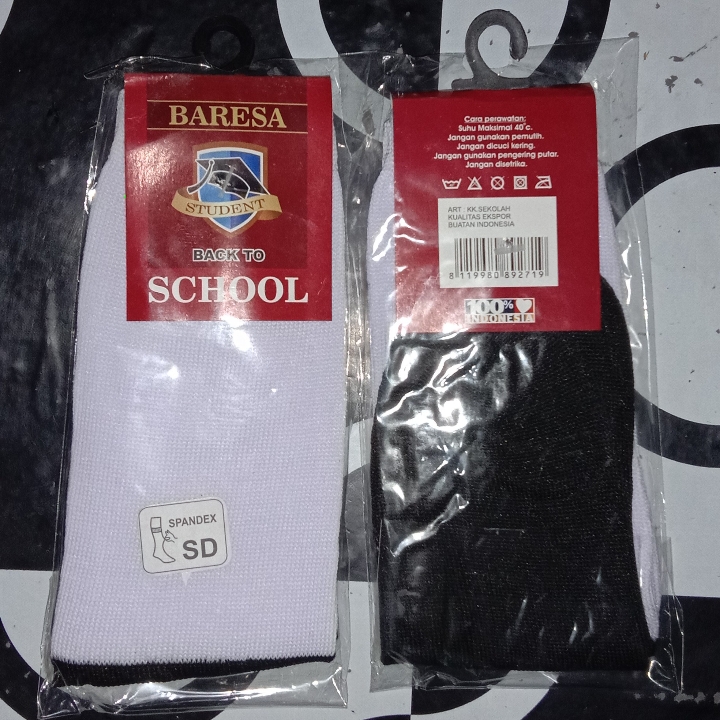 BARESA
STUDENT
BACK TO
SCHOOL
SPANDEX
SD
Cara perawatan:
Suhu Maksimal 40°c.
Jangan gunakan pemutih.
Jangan dicuci kering.
Jangan gunakan pengering putar.
Jangan disetrika.
ART : KK.SEKOLAH
KUALITAS EKSPOR
BUATAN INDONESIA
8 119980 892719
100%
INDONESIA